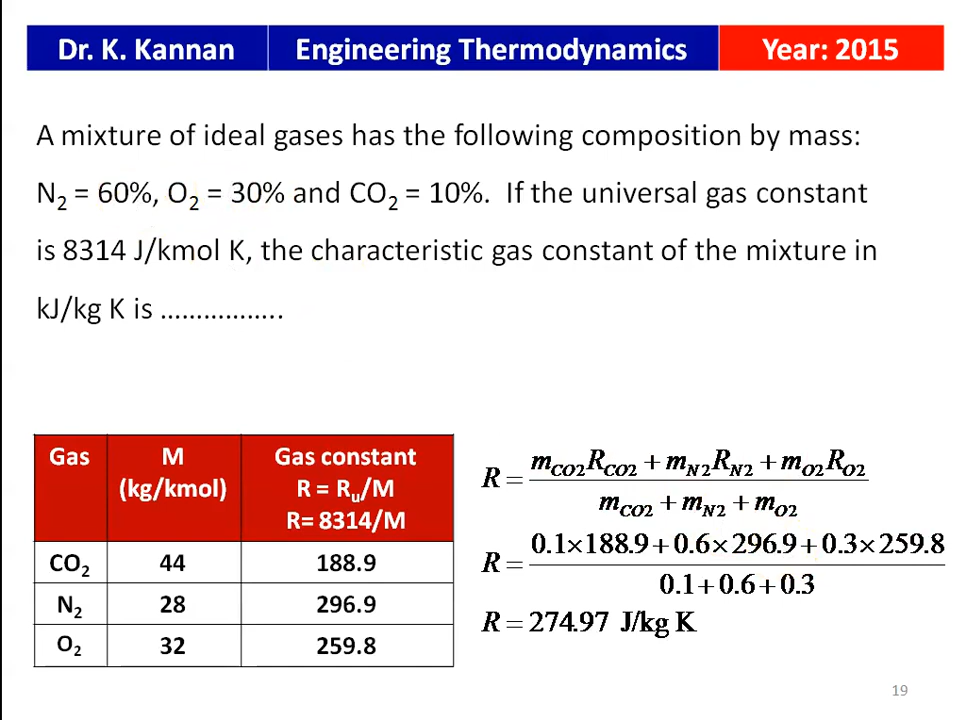 Dr. K. Kannan Engineering Thermodynamics Year: 2015
A mixture of ideal gases has the following composition by mass:
N₂ = 60%, O₂ = 30% and CO₂ = 10%. If the universal gas constant
is 8314 J/kmol K, the characteristic gas constant of the mixture in
kJ/kg K is .................
Gas M Gas constant
(kg/kmol) R = Rᵤ/M
R= 8314/M
CO₂ 44 188.9
N₂ 28 296.9
O₂ 32 259.8
R = (m_CO2 R_CO2 + m_N2 R_N2 + m_O2 R_O2) / (m_CO2 + m_N2 + m_O2)
R = (0.1×188.9 + 0.6×296.9 + 0.3×259.8) / (0.1+0.6+0.3)
R = 274.97 J/kg K
19